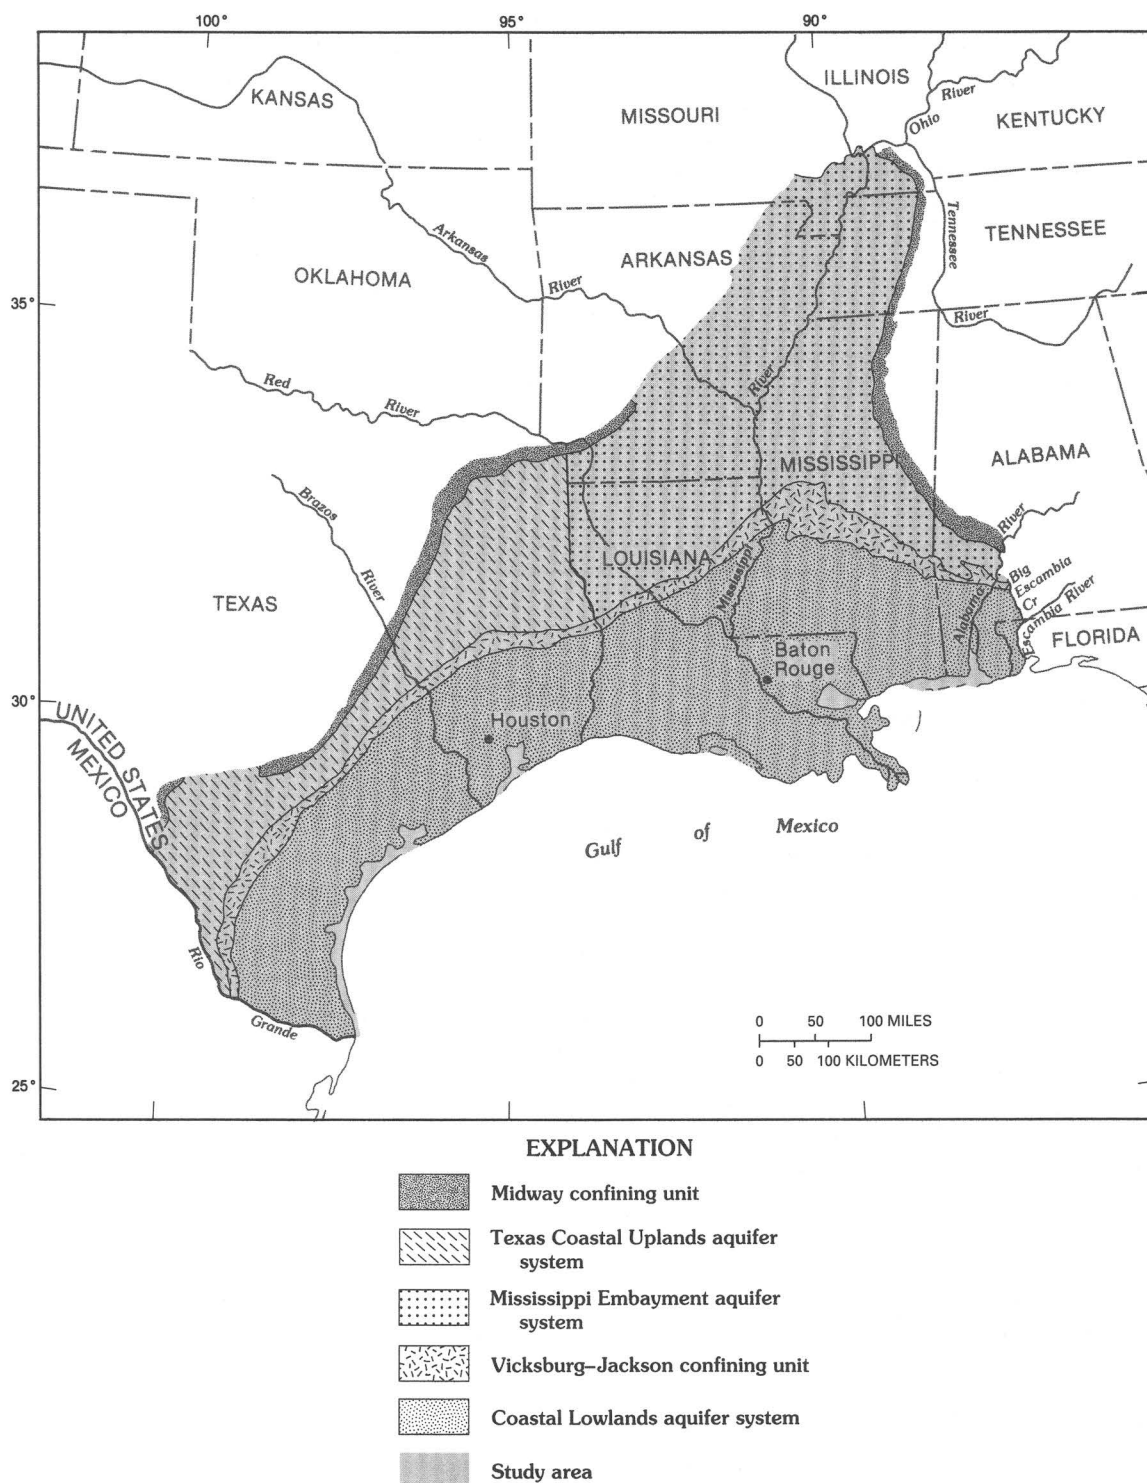 100°
95°
90°
KANSAS
MISSOURI
ILLINOIS
Ohio
River
KENTUCKY
Tennessee
River
TENNESSEE
Arkansas
River
ARKANSAS
OKLAHOMA
35°
Red
River
River
MISSISSIPPI
ALABAMA
Brazos
River
LOUISIANA
Mississippi
River
Alabama
Big
Escambia
Cr
Escambia River
TEXAS
FLORIDA
Baton
Rouge
30°
UNITED STATES
MEXICO
Houston
Gulf of Mexico
Rio
Grande
0 50 100 MILES
0 50 100 KILOMETERS
25°
EXPLANATION
Midway confining unit
Texas Coastal Uplands aquifer
system
Mississippi Embayment aquifer
system
Vicksburg–Jackson confining unit
Coastal Lowlands aquifer system
Study area